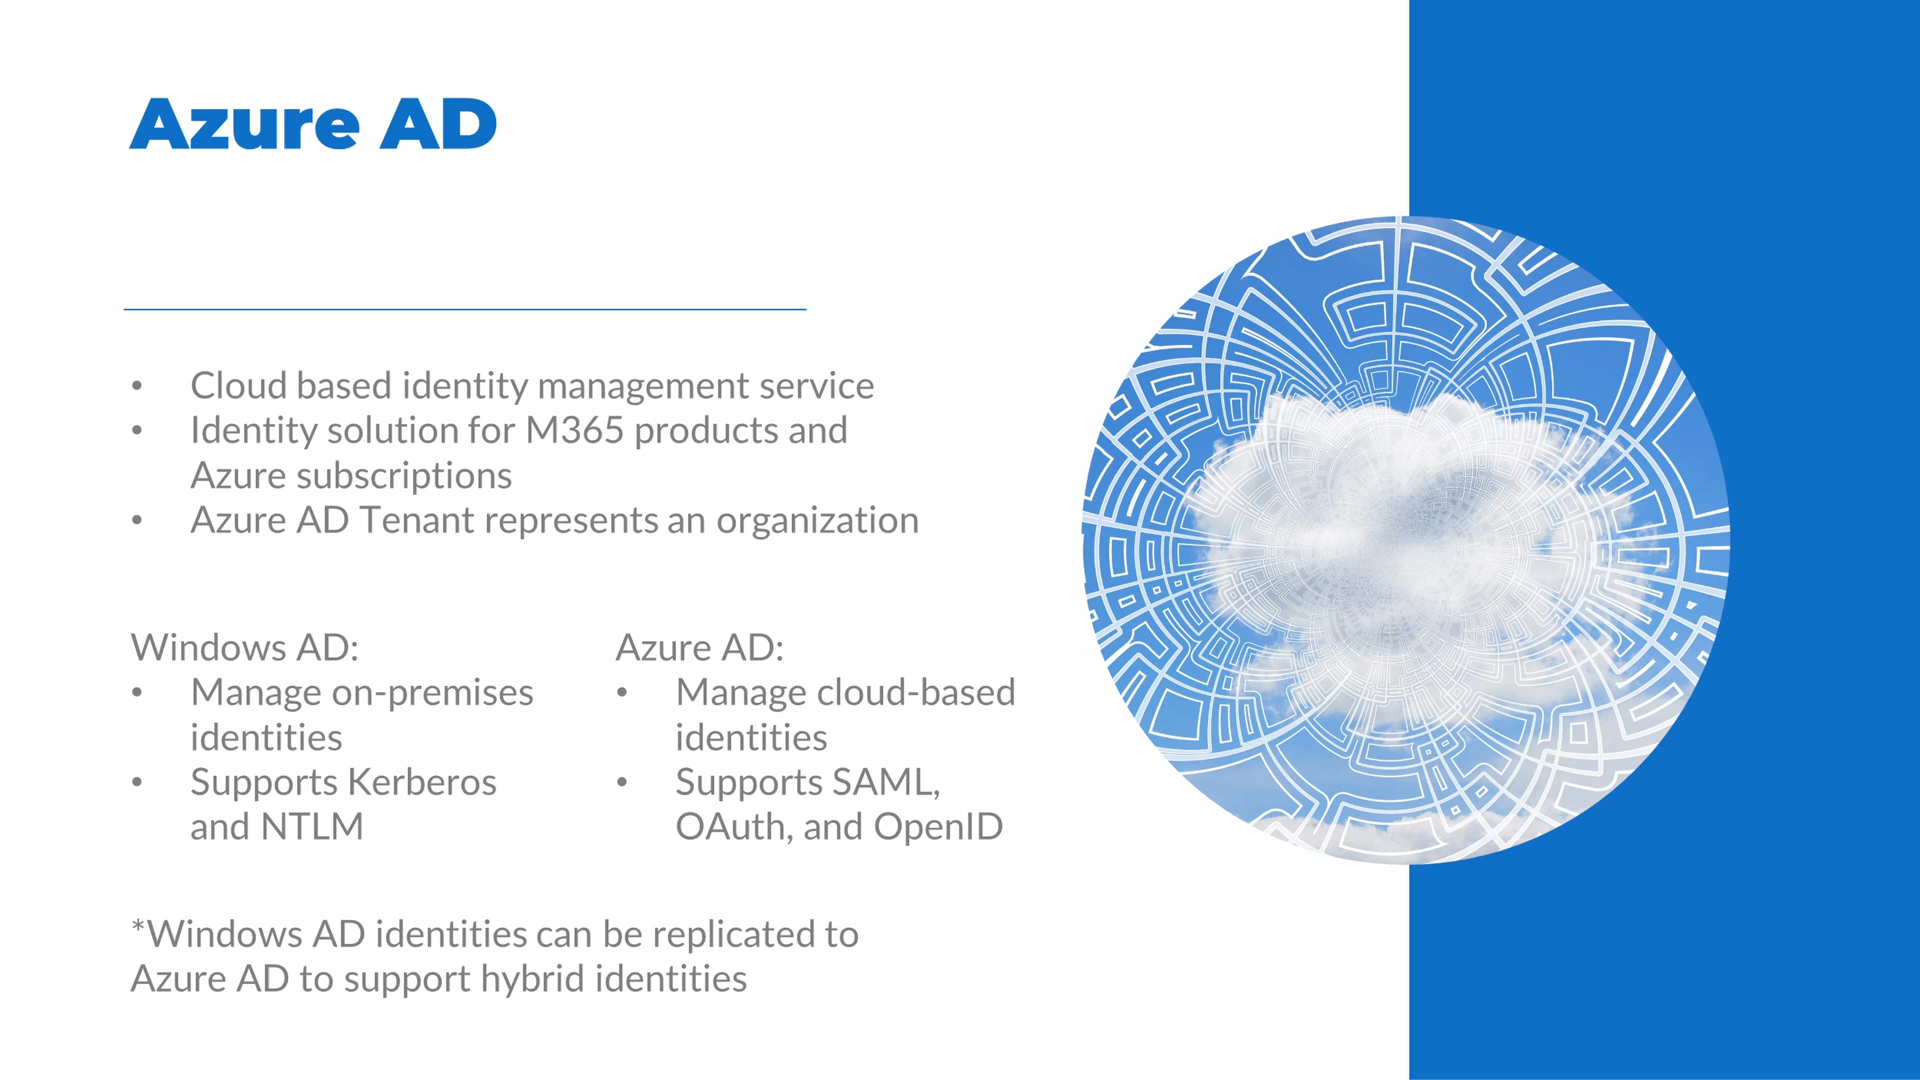 Azure AD
• Cloud based identity management service
• Identity solution for M365 products and
Azure subscriptions
• Azure AD Tenant represents an organization
Windows AD:
• Manage on-premises
identities
• Supports Kerberos
and NTLM
Azure AD:
• Manage cloud-based
identities
• Supports SAML,
OAuth, and OpenID
*Windows AD identities can be replicated to
Azure AD to support hybrid identities